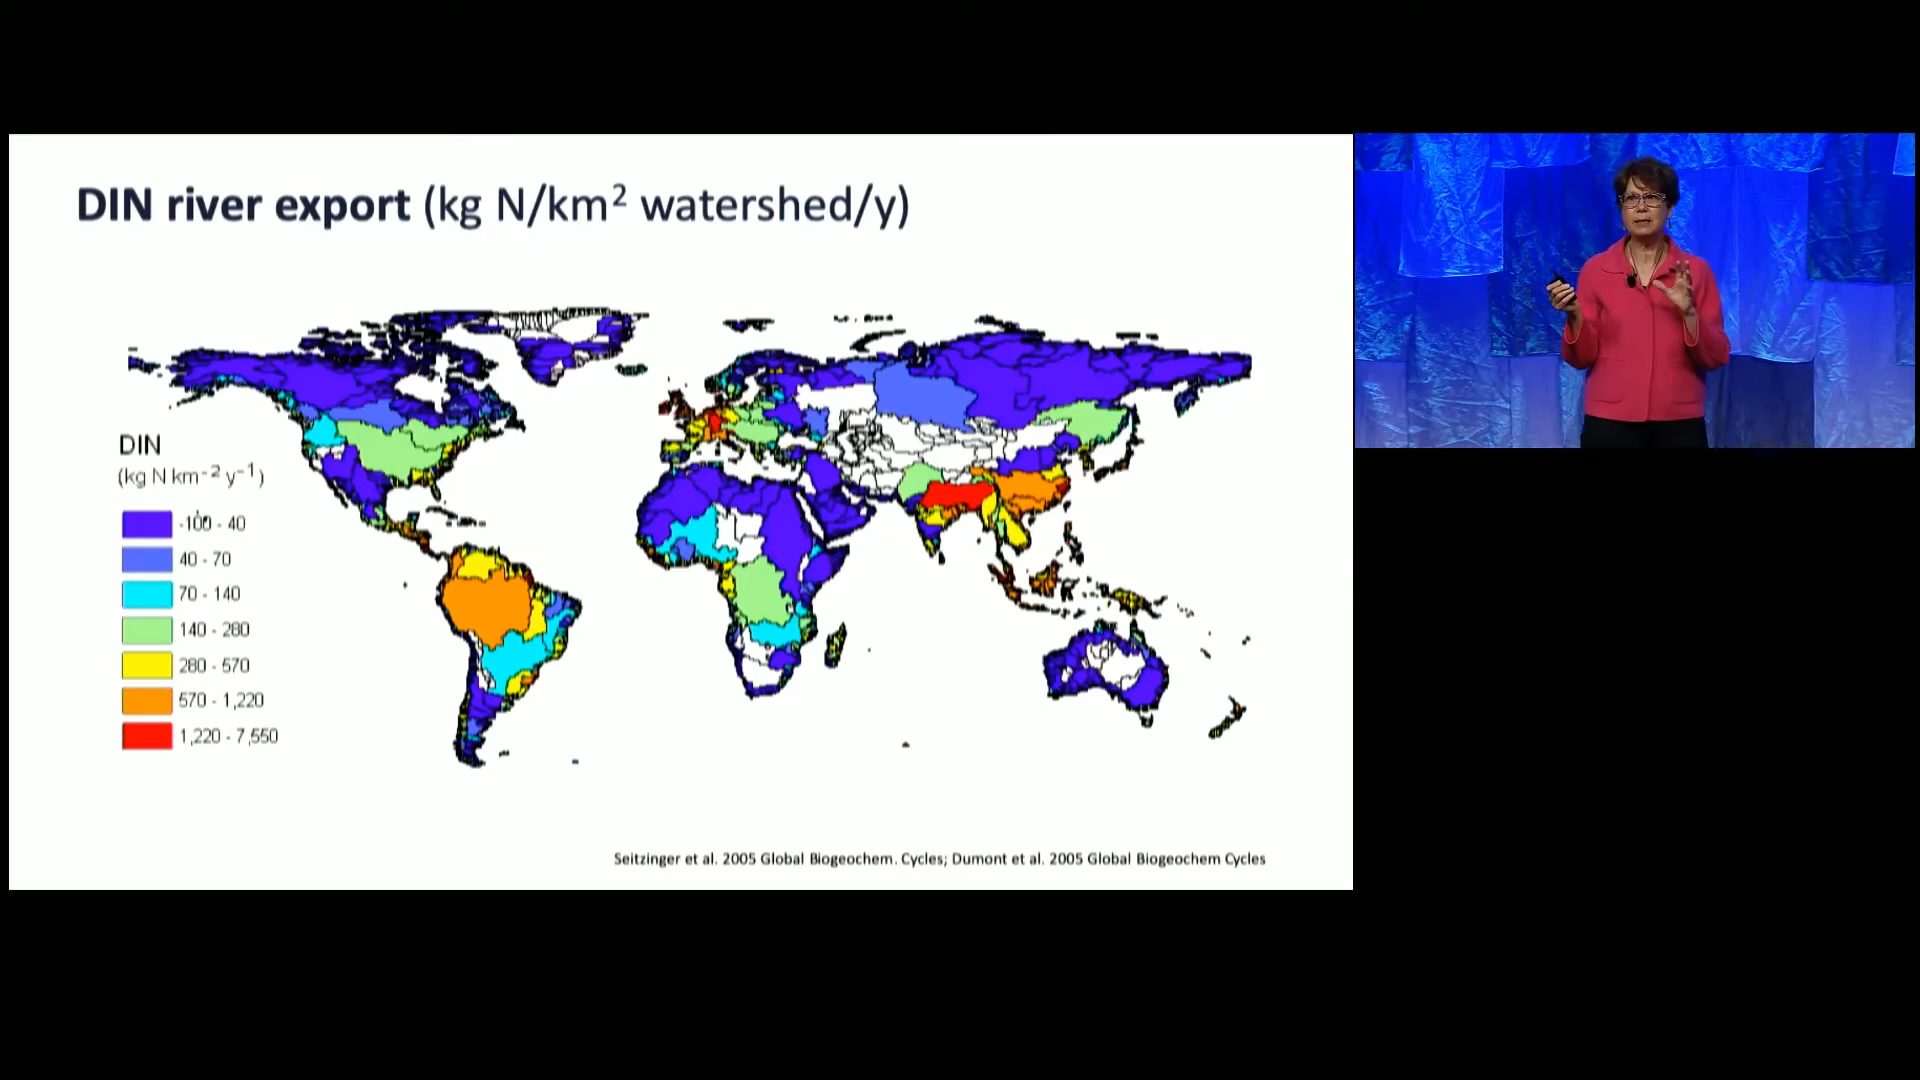 DIN river export (kg N/km² watershed/y)
DIN
(kg N km⁻² y⁻¹)
-100 - 40
40 - 70
70 - 140
140 - 280
280 - 570
570 - 1,220
1,220 - 7,550
Seitzinger et al. 2005 Global Biogeochem. Cycles; Dumont et al. 2005 Global Biogeochem Cycles